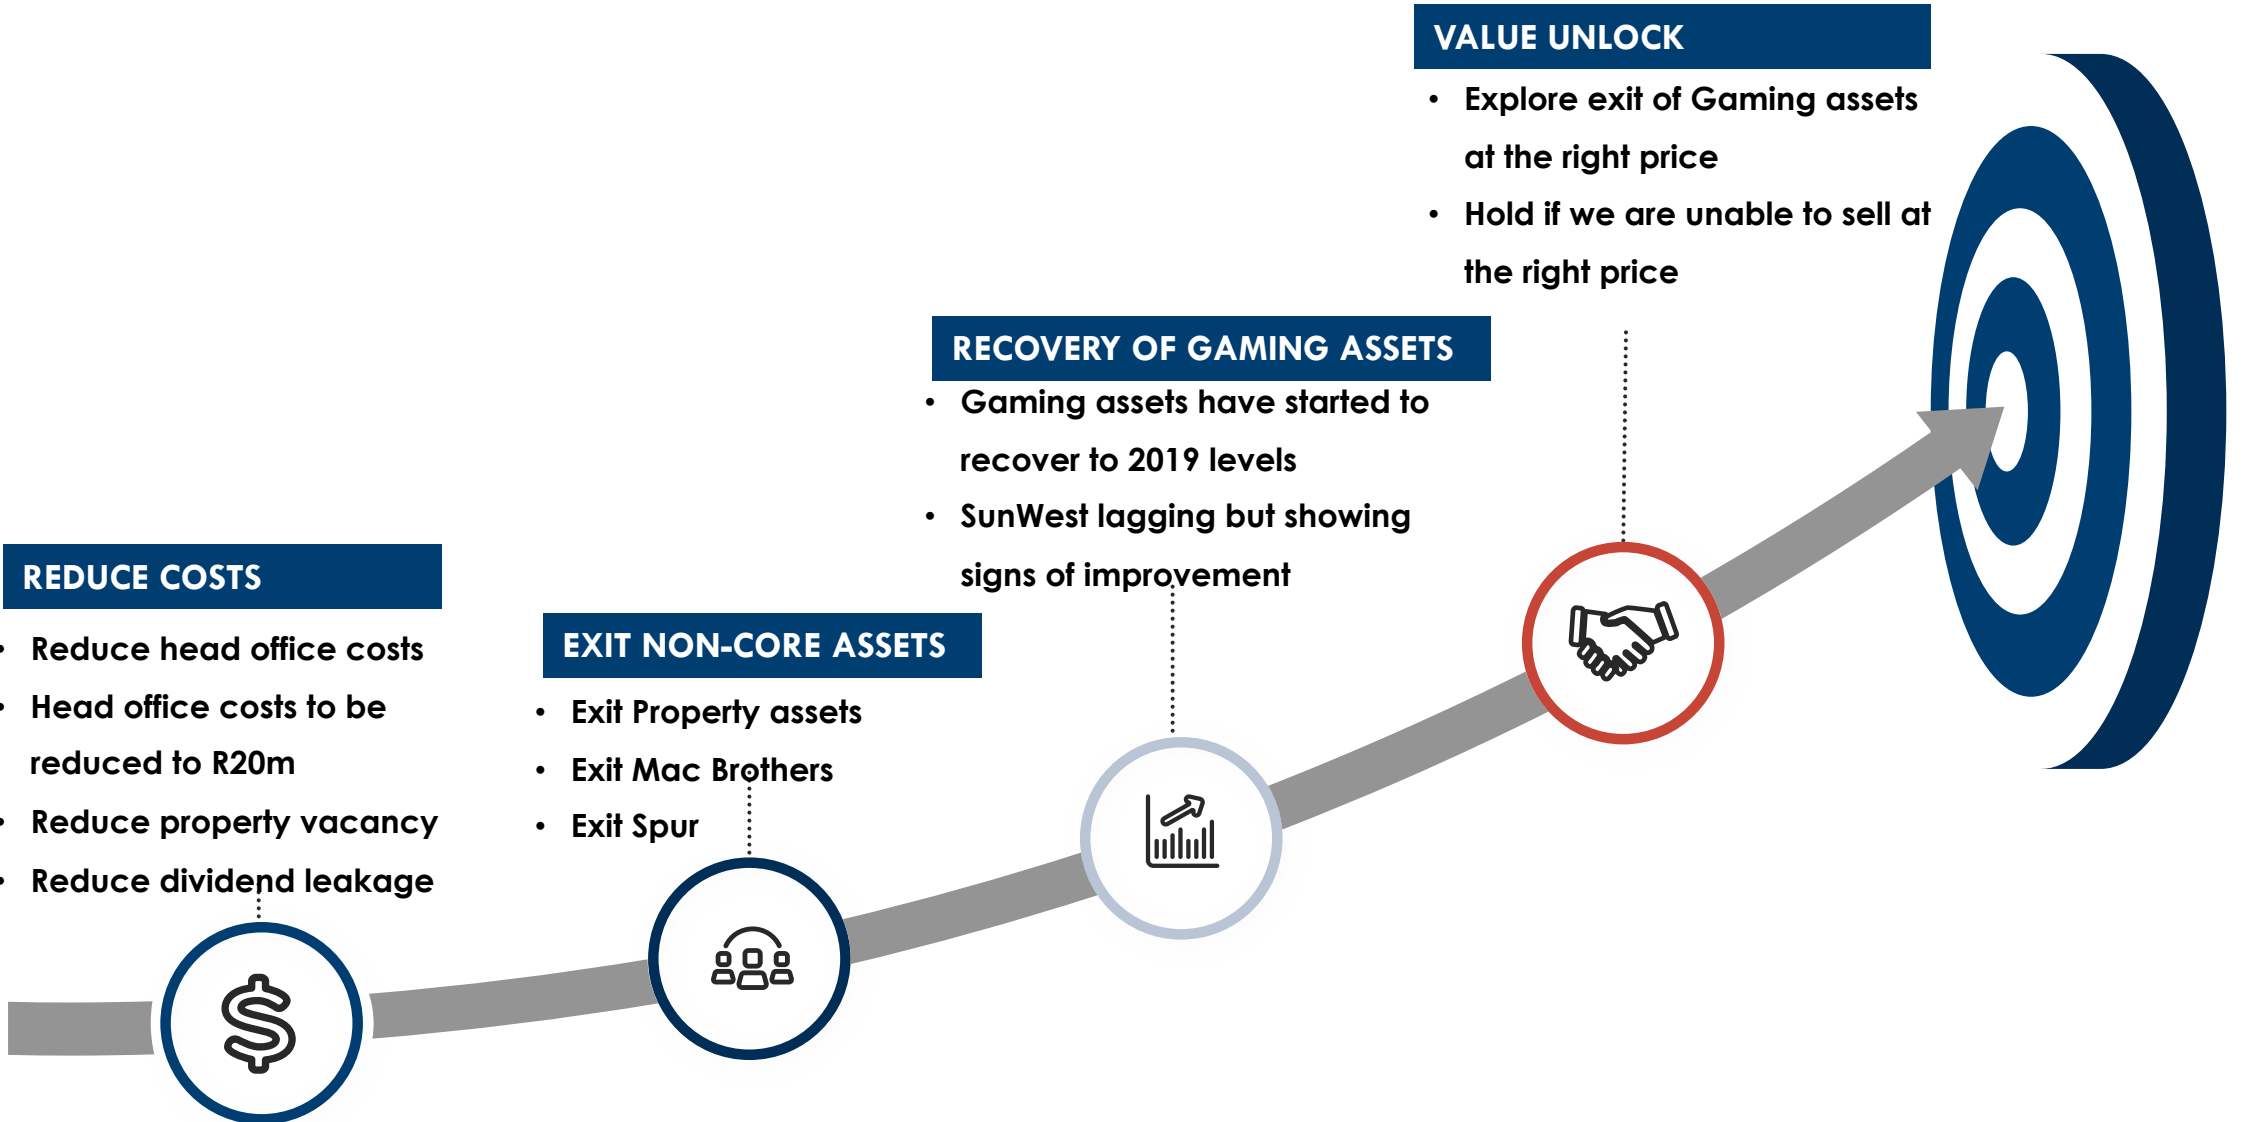 VALUE UNLOCK
• Explore exit of Gaming assets
at the right price
• Hold if we are unable to sell at
the right price
RECOVERY OF GAMING ASSETS
• Gaming assets have started to
recover to 2019 levels
• SunWest lagging but showing
signs of improvement
REDUCE COSTS
• Reduce head office costs
• Head office costs to be
reduced to R20m
• Reduce property vacancy
• Reduce dividend leakage
EXIT NON-CORE ASSETS
• Exit Property assets
• Exit Mac Brothers
• Exit Spur